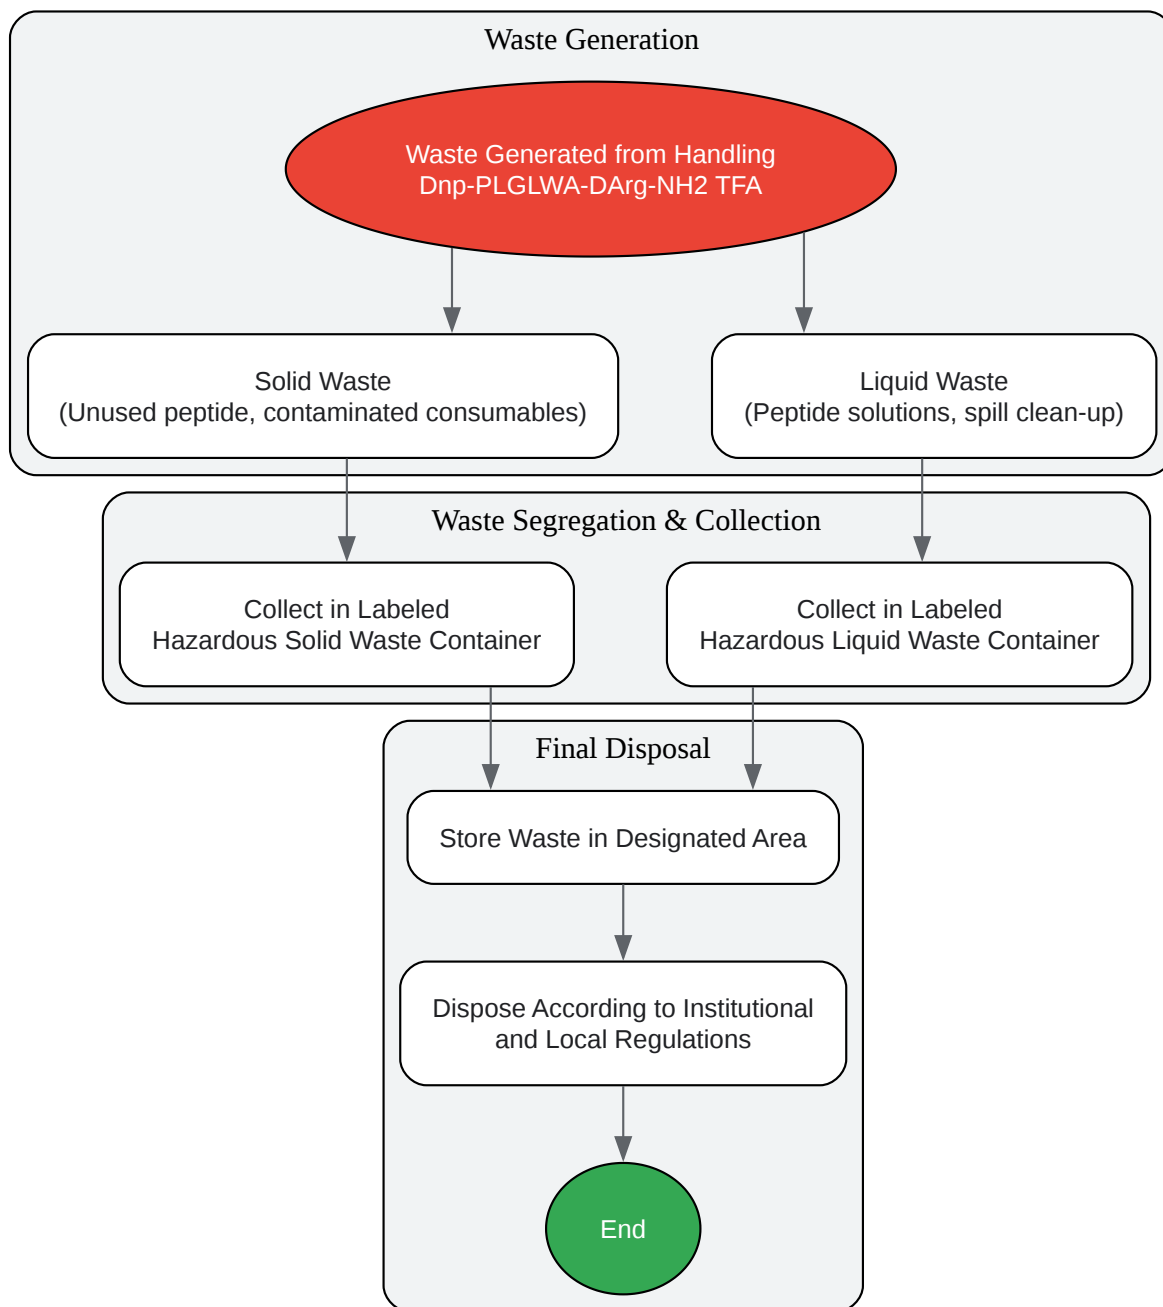 Waste Generation
Waste Generated from Handling
Dnp-PLGLWA-DArg-NH2 TFA
Solid Waste
(Unused peptide, contaminated consumables)
Liquid Waste
(Peptide solutions, spill clean-up)
Waste Segregation & Collection
Collect in Labeled
Hazardous Solid Waste Container
Collect in Labeled
Hazardous Liquid Waste Container
Final Disposal
Store Waste in Designated Area
Dispose According to Institutional
and Local Regulations
End